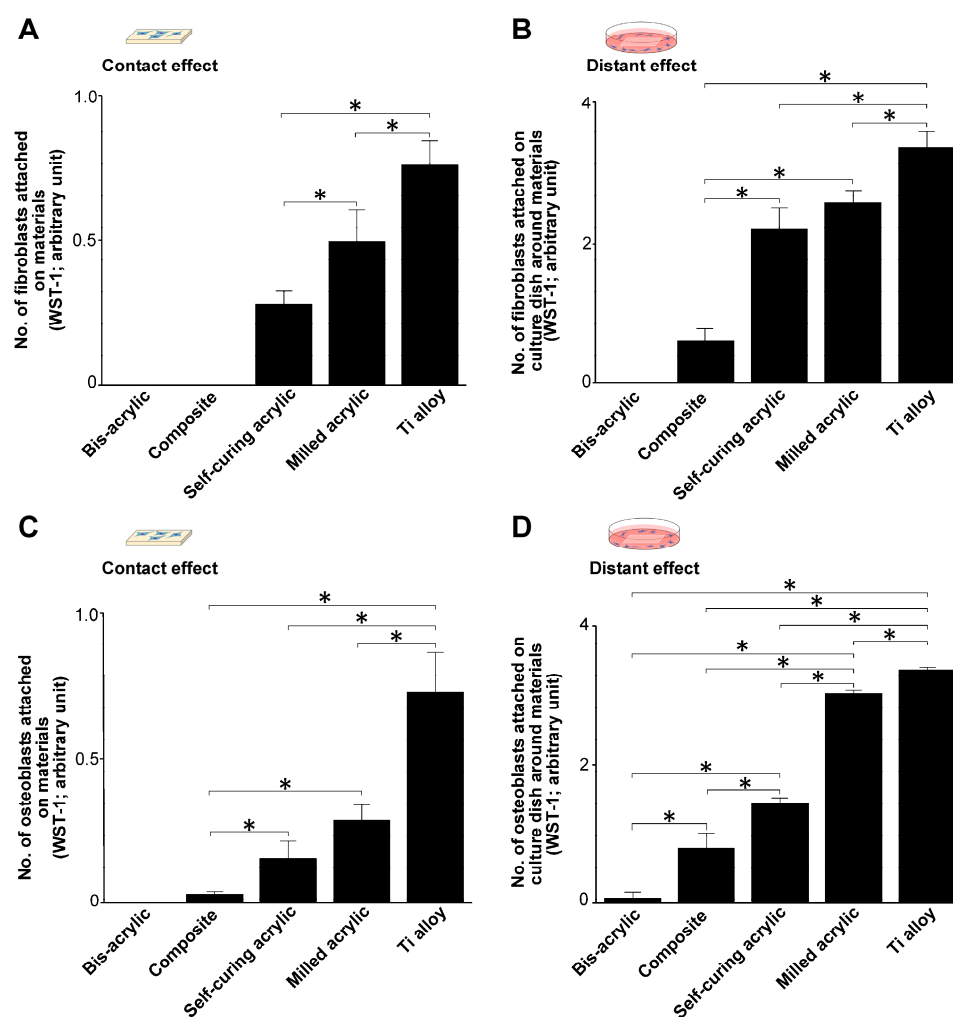 A
Contact effect
No. of fibroblasts attached
on materials
(WST-1; arbitrary unit)
1.0
0.5
0
*
*
*
Bis-acrylic
Composite
Self-curing acrylic
Milled acrylic
Ti alloy
B
Distant effect
No. of fibroblasts attached on
culture dish around materials
(WST-1; arbitrary unit)
4
2
0
*
*
*
*
*
Bis-acrylic
Composite
Self-curing acrylic
Milled acrylic
Ti alloy
C
Contact effect
No. of osteoblasts attached
on materials
(WST-1; arbitrary unit)
1.0
0.5
0
*
*
*
*
*
Bis-acrylic
Composite
Self-curing acrylic
Milled acrylic
Ti alloy
D
Distant effect
No. of osteoblasts attached on
culture dish around materials
(WST-1; arbitrary unit)
4
2
0
*
*
*
*
*
*
*
*
*
*
Bis-acrylic
Composite
Self-curing acrylic
Milled acrylic
Ti alloy